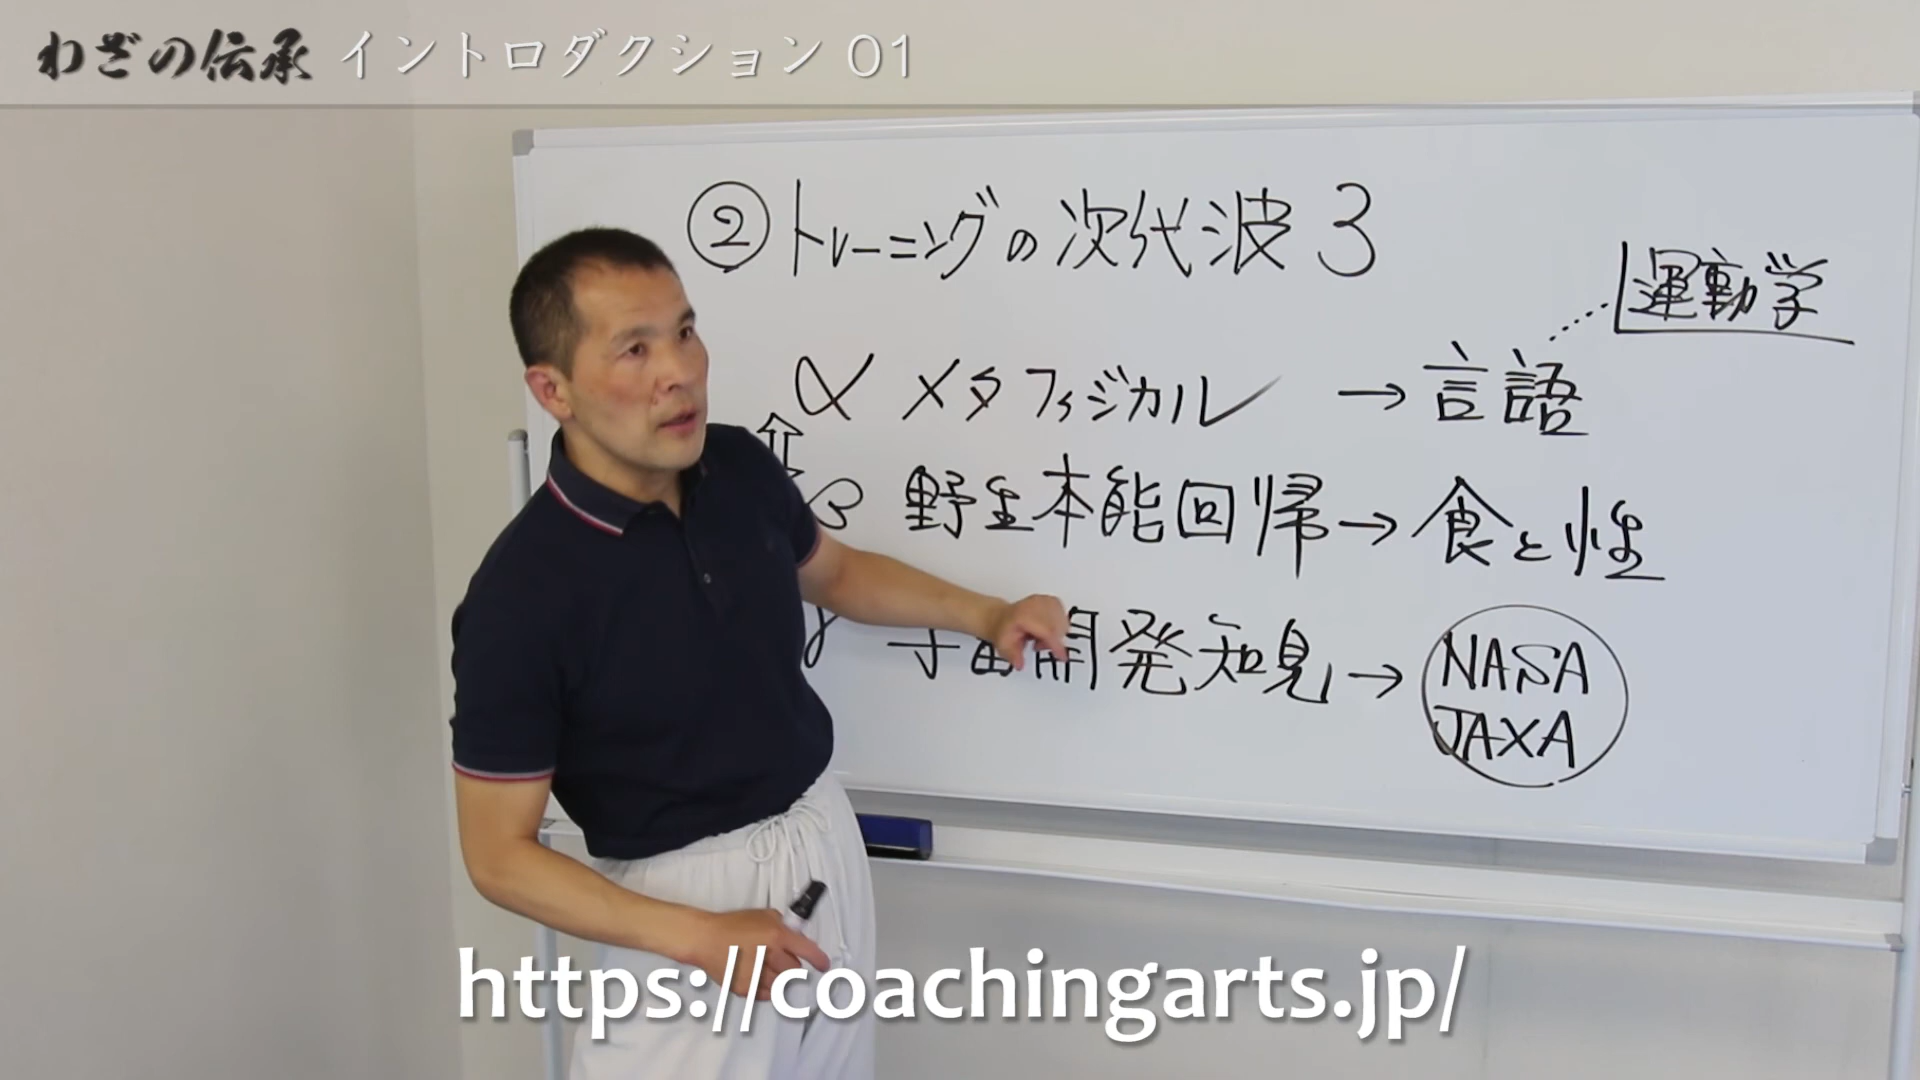 わざの伝承 イントロダクション 01
② トレーニングの次代波 3
運動学
α メタフィジカル → 言語
β 野生本能回帰 → 食と性
γ 宇宙開発知見 → NASA
JAXA
https://coachingarts.jp/